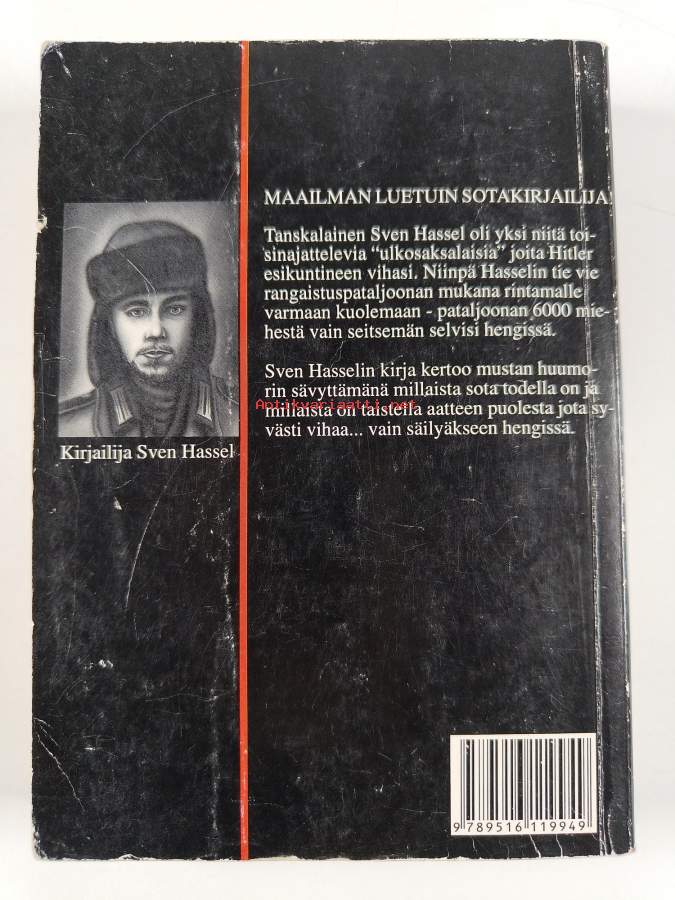 MAAILMAN LUETUIN SOTAKIRJAILIJA
Tanskalainen Sven Hassel oli yksi niitä toi-
sinajattelevia “ulkosaksalaisia” joita Hitler
esikuntineen vihasi. Niinpä Hasselin tie vie
rangaistuspataljoonan mukana rintamalle
varmaan kuolemaan - pataljoonan 6000 mie-
hestä vain seitsemän selvisi hengissä.
Sven Hasselin kirja kertoo mustan huumo-
rin sävyttämänä millaista sota todella on ja
millaista on taistella aatteen puolesta jota sy-
västi vihaa... vain säilyäkseen hengissä.
Antikvariaatti.net
Kirjailija Sven Hassel
9 789516 119949